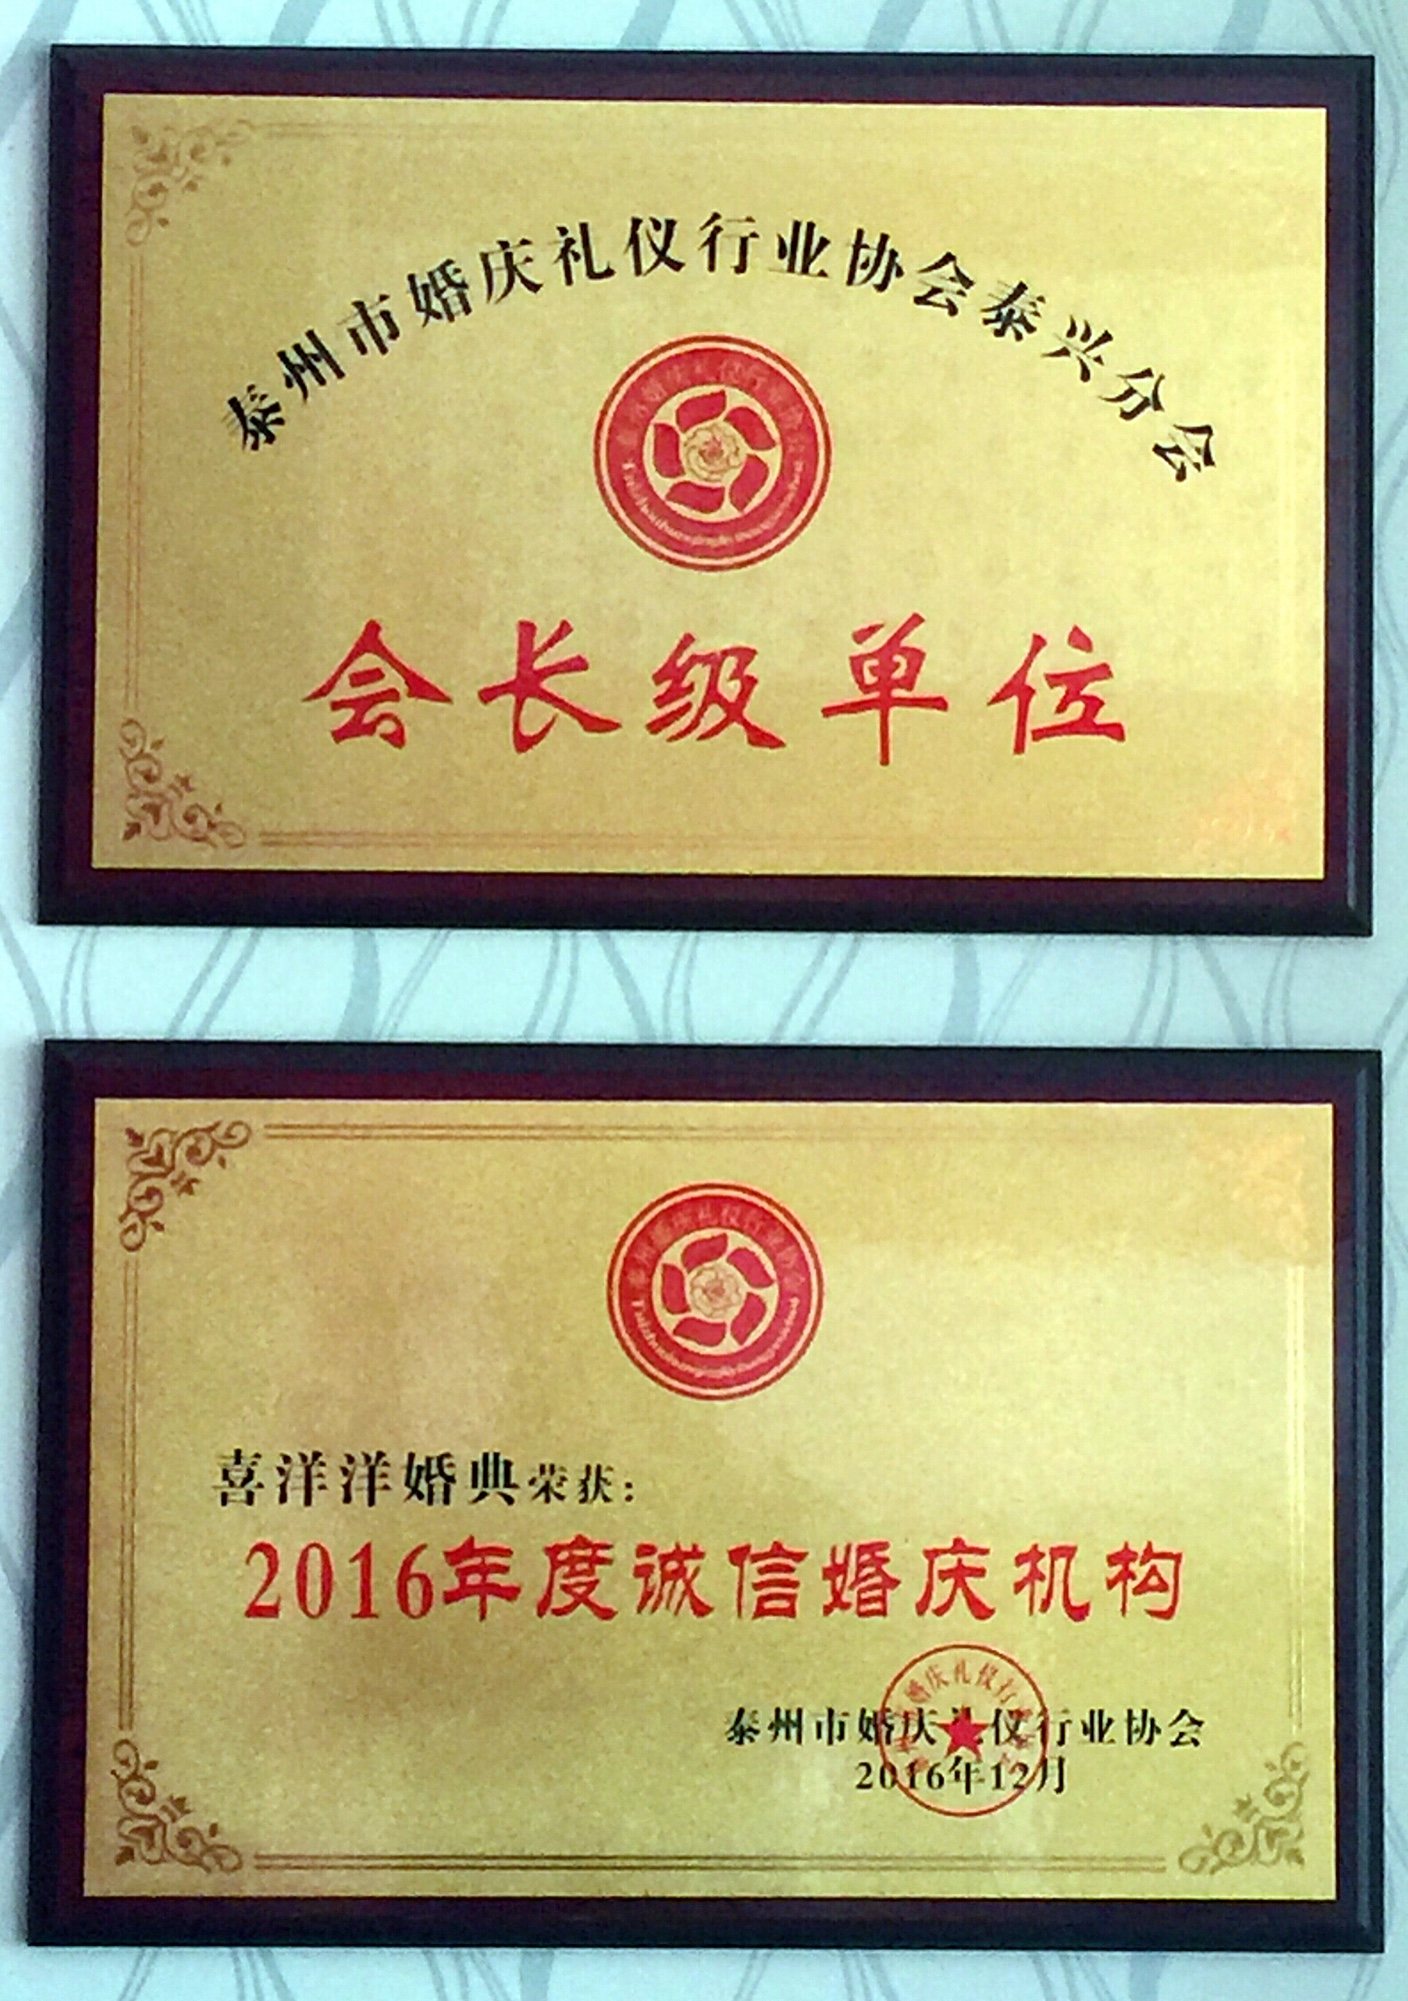 泰州市婚庆礼仪行业协会泰兴分会
会长级单位
喜洋洋婚典荣获：
2016年度诚信婚庆机构
泰州市婚庆礼仪行业协会
2016年12月